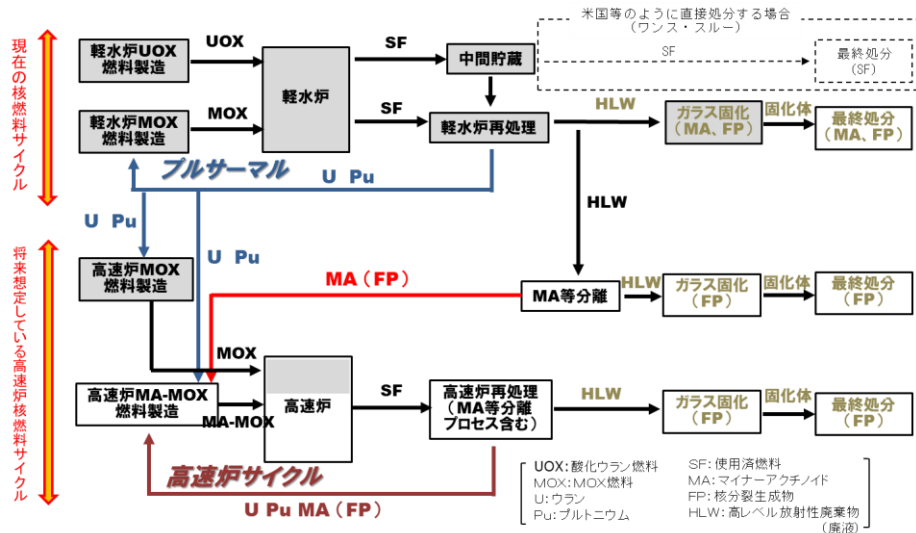 米国等のように直接処分する場合
(ワンス・スルー)
SF
最終処分
(SF)
現在の核燃料サイクル
軽水炉UOX
燃料製造
UOX
軽水炉
SF
中間貯蔵
軽水炉MOX
燃料製造
MOX
SF
軽水炉再処理
HLW
ガラス固化
(MA、FP)
固化体
最終処分
(MA、FP)
プルサーマル
U Pu
HLW
U Pu
U Pu
将来想定している高速炉核燃料サイクル
高速炉MOX
燃料製造
MA(FP)
MA等分離
HLW
ガラス固化
(FP)
固化体
最終処分
(FP)
MOX
高速炉MA-MOX
燃料製造
MA-MOX
高速炉
SF
高速炉再処理
(MA等分離
プロセス含む)
HLW
ガラス固化
(FP)
固化体
最終処分
(FP)
高速炉サイクル
U Pu MA(FP)
UOX:酸化ウラン燃料
MOX:MOX燃料
U:ウラン
Pu:プルトニウム
SF:使用済燃料
MA:マイナーアクチノイド
FP:核分裂生成物
HLW:高レベル放射性廃棄物
(廃液)